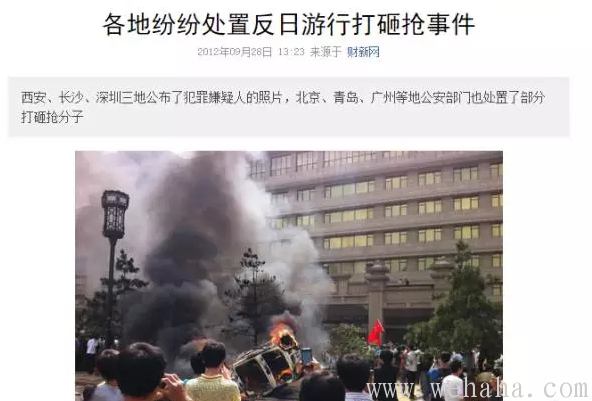 各地纷纷处置反日游行打砸抢事件
2012年09月28日 13:23 来源于 财新网
西安、长沙、深圳三地公布了犯罪嫌疑人的照片，北京、青岛、广州等地公安部门也处置了部分
打砸抢分子
www.wehaha.com